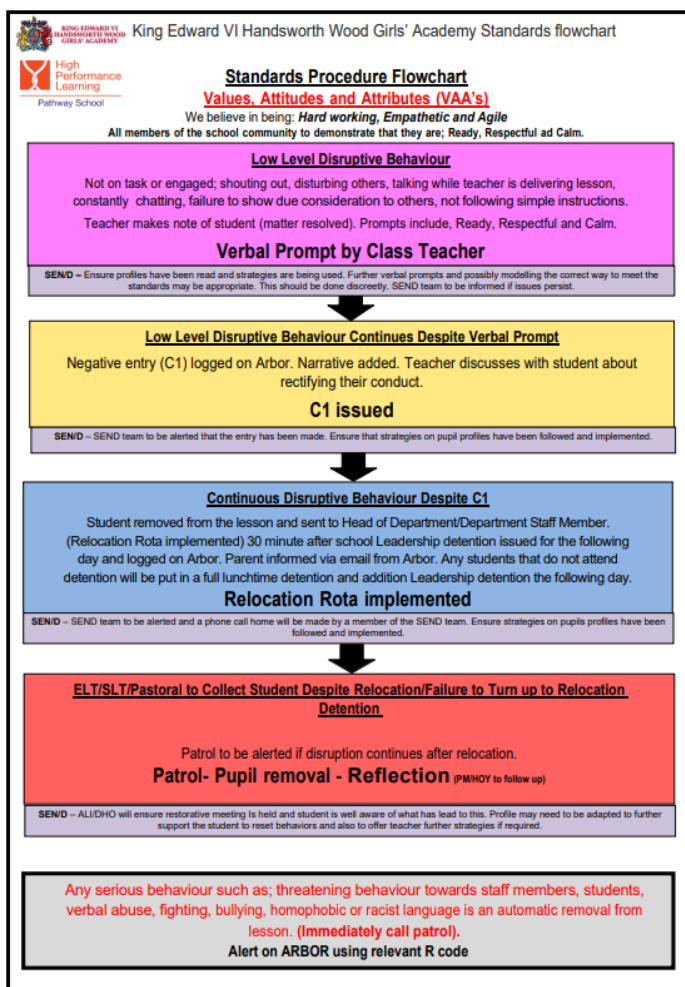 KING EDWARD VI
HANDSWORTH WOOD
GIRLS' ACADEMY
King Edward VI Handsworth Wood Girls' Academy Standards flowchart
High
Performance
Learning
Pathway School
Standards Procedure Flowchart
Values, Attitudes and Attributes (VAA's)
We believe in being: Hard working, Empathetic and Agile
All members of the school community to demonstrate that they are; Ready, Respectful ad Calm.
Low Level Disruptive Behaviour
Not on task or engaged; shouting out, disturbing others, talking while teacher is delivering lesson,
constantly chatting, failure to show due consideration to others, not following simple instructions.
Teacher makes note of student (matter resolved). Prompts include, Ready, Respectful and Calm.
Verbal Prompt by Class Teacher
SEN/D – Ensure profiles have been read and strategies are being used. Further verbal prompts and possibly modelling the correct way to meet the
standards may be appropriate. This should be done discreetly. SEND team to be informed if issues persist.
Low Level Disruptive Behaviour Continues Despite Verbal Prompt
Negative entry (C1) logged on Arbor. Narrative added. Teacher discusses with student about
rectifying their conduct.
C1 issued
SEN/D – SEND team to be alerted that the entry has been made. Ensure that strategies on pupil profiles have been followed and implemented.
Continuous Disruptive Behaviour Despite C1
Student removed from the lesson and sent to Head of Department/Department Staff Member.
(Relocation Rota implemented) 30 minute after school Leadership detention issued for the following
day and logged on Arbor. Parent informed via email from Arbor. Any students that do not attend
detention will be put in a full lunchtime detention and addition Leadership detention the following day.
Relocation Rota implemented
SEN/D – SEND team to be alerted and a phone call home will be made by a member of the SEND team. Ensure strategies on pupils profiles have been
followed and implemented.
ELT/SLT/Pastoral to Collect Student Despite Relocation/Failure to Turn up to Relocation
Detention
Patrol to be alerted if disruption continues after relocation.
Patrol- Pupil removal - Reflection (PM/HOY to follow up)
SEN/D – ALI/DHO will ensure restorative meeting Is held and student is well aware of what has lead to this. Profile may need to be adapted to further
support the student to reset behaviors and also to offer teacher further strategies if required.
Any serious behaviour such as; threatening behaviour towards staff members, students,
verbal abuse, fighting, bullying, homophobic or racist language is an automatic removal from
lesson. (Immediately call patrol).
Alert on ARBOR using relevant R code